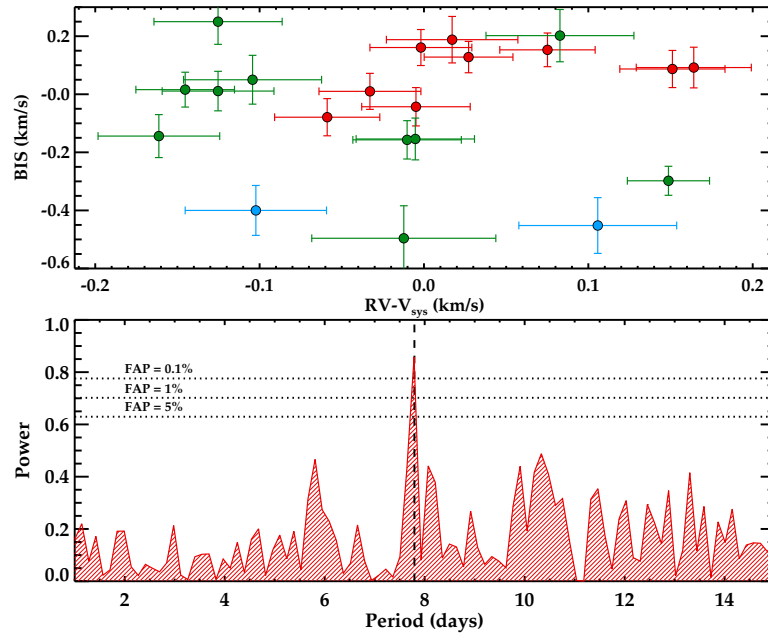 0.2
-0.0
-0.2
-0.4
-0.6
BIS (km/s)
-0.2 -0.1 0.0 0.1 0.2
RV-Vsys (km/s)
1.0
0.8
0.6
0.4
0.2
0.0
Power
FAP = 0.1%
FAP = 1%
FAP = 5%
2 4 6 8 10 12 14
Period (days)